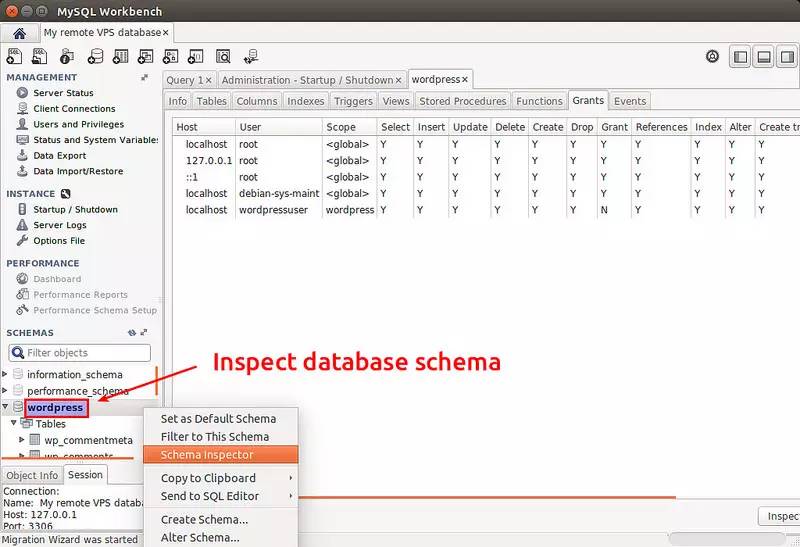 MySQL Workbench
My remote VPS database
Query 1 Administration - Startup / Shutdown wordpress
Info Tables Columns Indexes Triggers Views Stored Procedures Functions Grants Events
Host User Scope Select Insert Update Delete Create Drop Grant References Index Alter Create tr
localhost root <global> Y Y Y Y Y Y Y Y Y Y Y
127.0.0.1 root <global> Y Y Y Y Y Y Y Y Y Y Y
::1 root <global> Y Y Y Y Y Y Y Y Y Y Y
localhost debian-sys-maint <global> Y Y Y Y Y Y Y Y Y Y Y
localhost wordpressuser wordpress Y Y Y Y Y Y N Y Y Y Y
MANAGEMENT
Server Status
Client Connections
Users and Privileges
Status and System Variables
Data Export
Data Import/Restore
INSTANCE
Startup / Shutdown
Server Logs
Options File
PERFORMANCE
Dashboard
Performance Reports
Performance Schema Setup
SCHEMAS
Filter objects
information_schema
performance_schema
wordpress
Tables
wp_commentmeta
wp_comments
Inspect database schema
Set as Default Schema
Filter to This Schema
Schema Inspector
Copy to Clipboard
Send to SQL Editor
Create Schema...
Alter Schema...
Object Info Session
Connection:
Name: My remote VPS databa
Host: 127.0.0.1
Port: 3306
Migration Wizard was started
Inspec